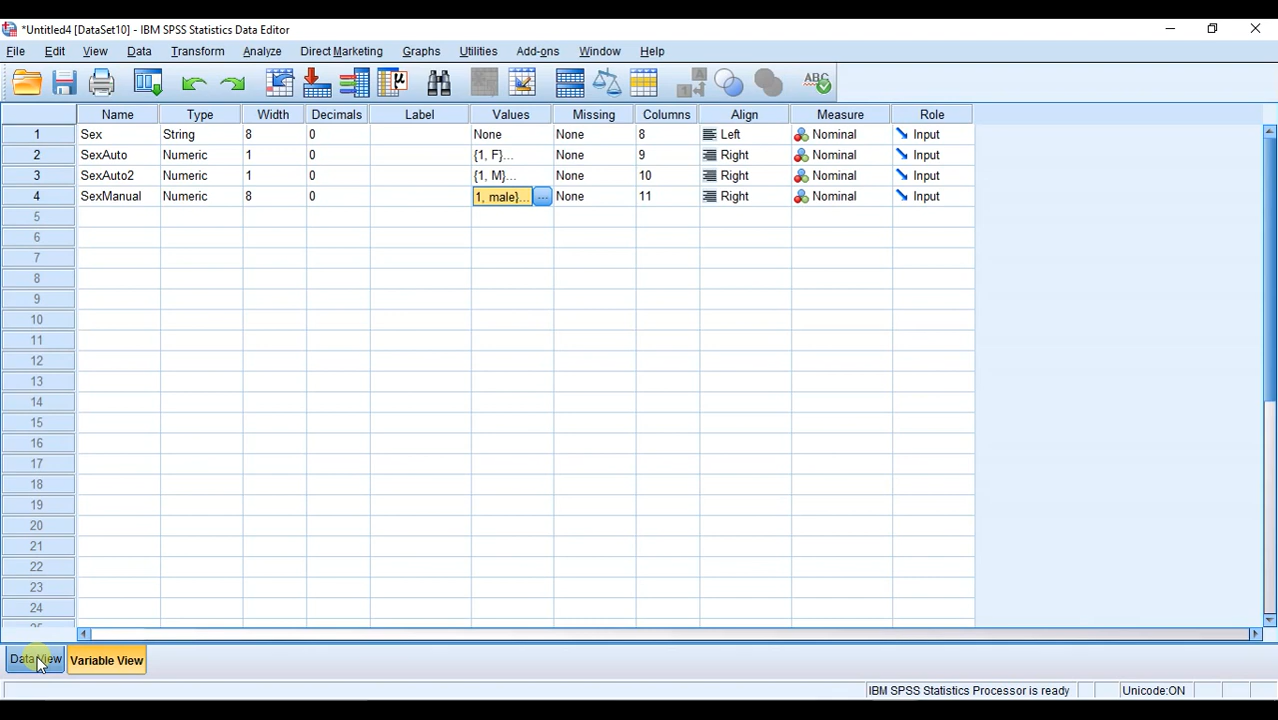 *Untitled4 [DataSet10] - IBM SPSS Statistics Data Editor
File Edit View Data Transform Analyze Direct Marketing Graphs Utilities Add-ons Window Help
Name Type Width Decimals Label Values Missing Columns Align Measure Role
1 Sex String 8 0 None None 8 Left Nominal Input
2 SexAuto Numeric 1 0 {1, F}... None 9 Right Nominal Input
3 SexAuto2 Numeric 1 0 {1, M}... None 10 Right Nominal Input
4 SexManual Numeric 8 0 1, male}... ... None 11 Right Nominal Input
5
6
7
8
9
10
11
12
13
14
15
16
17
18
19
20
21
22
23
24
25
Data View Variable View
IBM SPSS Statistics Processor is ready Unicode:ON